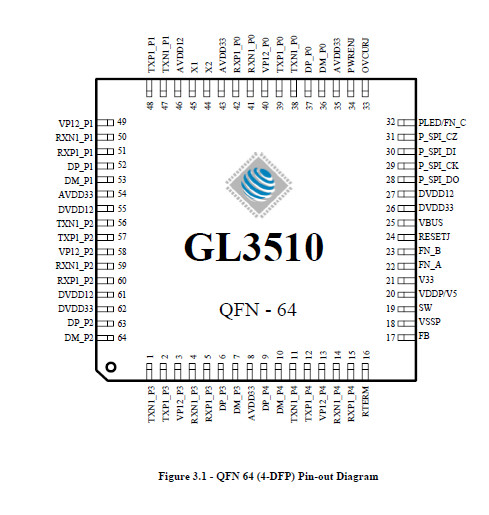 TXP1_P1
TXN1_P1
AVDD12
X1
X2
AVDD33
RXP1_P0
RXN1_P0
VP12_P0
TXP1_P0
TXN1_P0
DP_P0
DM_P0
AVDD33
PWRENJ
OVCURJ
48
47
46
45
44
43
42
41
40
39
38
37
36
35
34
33
VP12_P1 49
RXN1_P1 50
RXP1_P1 51
DP_P1 52
DM_P1 53
AVDD33 54
DVDD12 55
TXN1_P2 56
TXP1_P2 57
VP12_P2 58
RXN1_P2 59
RXP1_P2 60
DVDD12 61
DVDD33 62
DP_P2 63
DM_P2 64
GL3510
QFN - 64
32 PLED/FN_C
31 P_SPI_CZ
30 P_SPI_DI
29 P_SPI_CK
28 P_SPI_DO
27 DVDD12
26 DVDD33
25 VBUS
24 RESETJ
23 FN_B
22 FN_A
21 V33
20 VDDP/V5
19 SW
18 VSSP
17 FB
1
2
3
4
5
6
7
8
9
10
11
12
13
14
15
16
TXN1_P3
TXP1_P3
VP12_P3
RXN1_P3
RXP1_P3
DP_P3
DM_P3
AVDD33
DP_P4
DM_P4
TXN1_P4
TXP1_P4
VP12_P4
RXN1_P4
RXP1_P4
RTERM
Figure 3.1 - QFN 64 (4-DFP) Pin-out Diagram